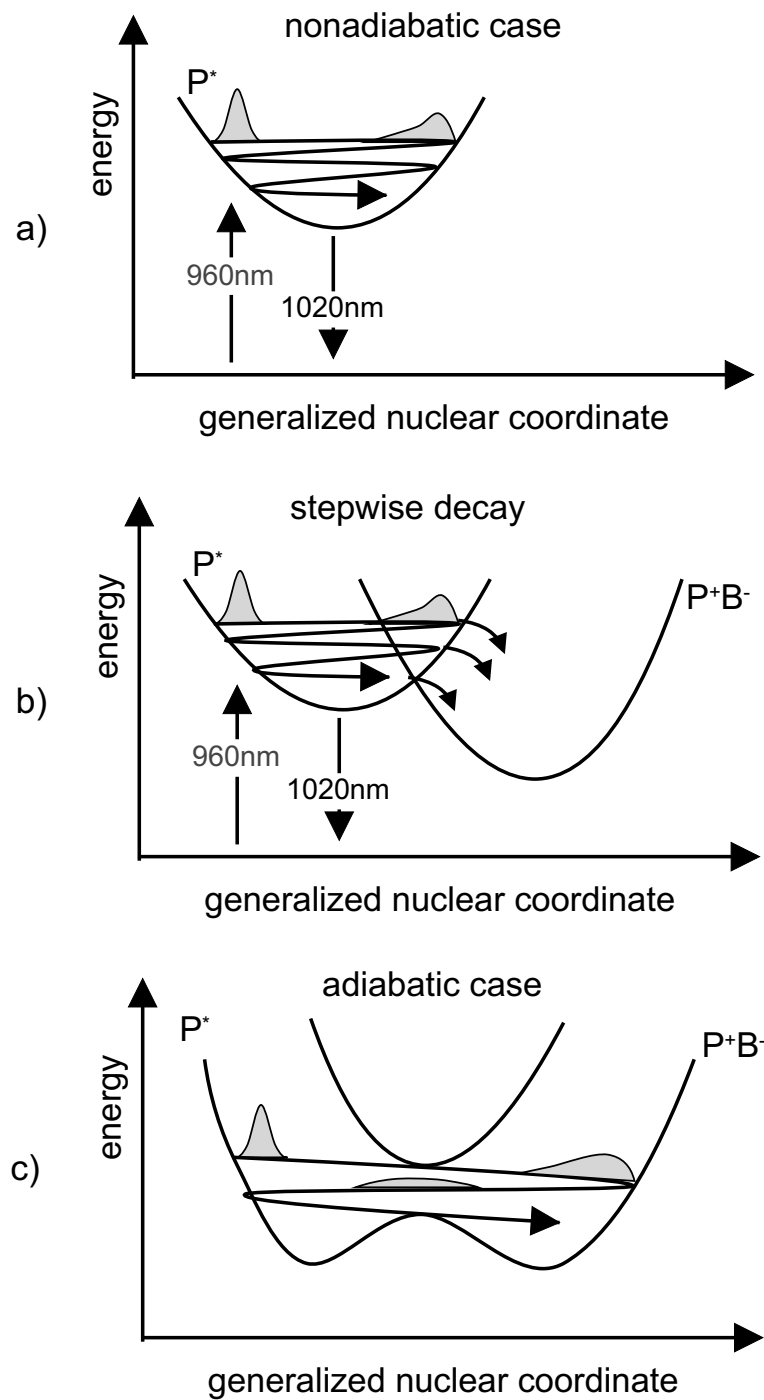 nonadiabatic case
P*
energy
a)
960nm
1020nm
generalized nuclear coordinate
stepwise decay
P*
P⁺B⁻
energy
b)
960nm
1020nm
generalized nuclear coordinate
adiabatic case
P*
P⁺B⁻
energy
c)
generalized nuclear coordinate